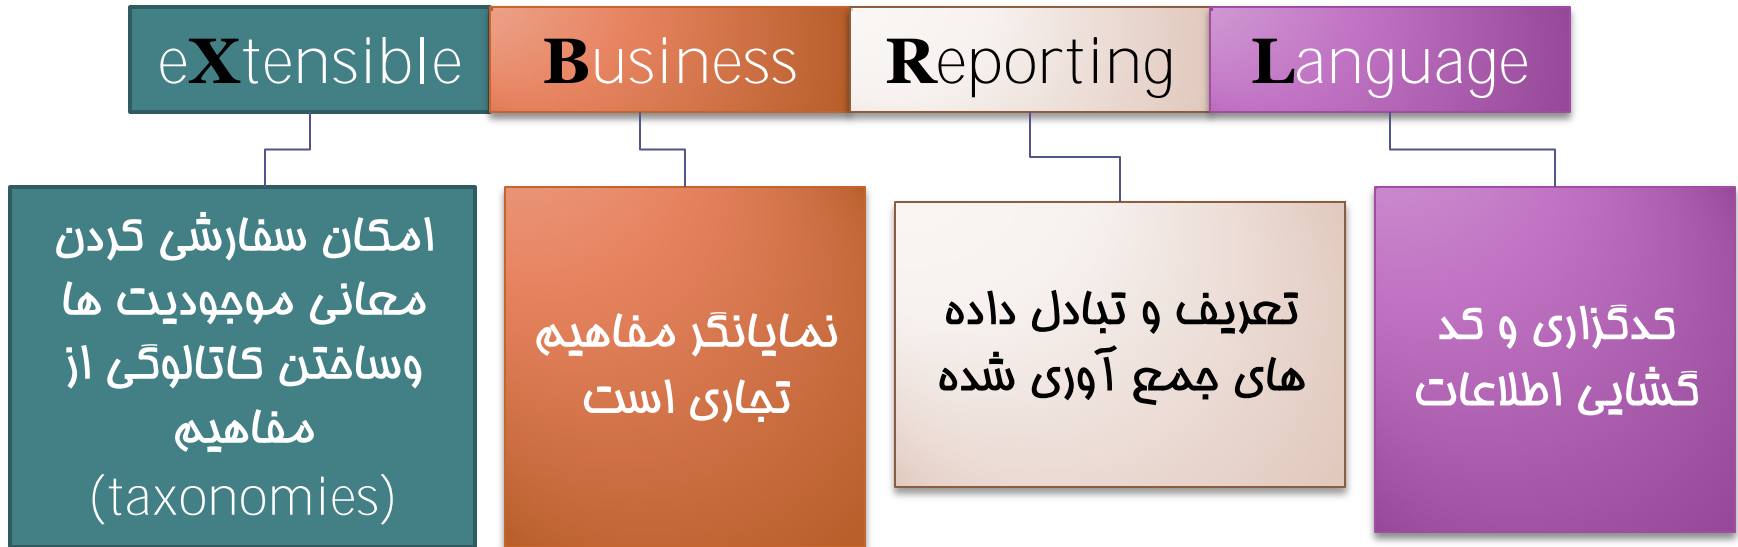 eXtensible
Business
Reporting
Language
امکان سفارشی کردن
معانی موجودیت ها
وساختن کاتالوگی از
مفاهیم
(taxonomies)
نمایانگر مفاهیم
تجاری است
تعریف و تبادل داده
های جمع آوری شده
کدگزاری و کد
گشایی اطلاعات